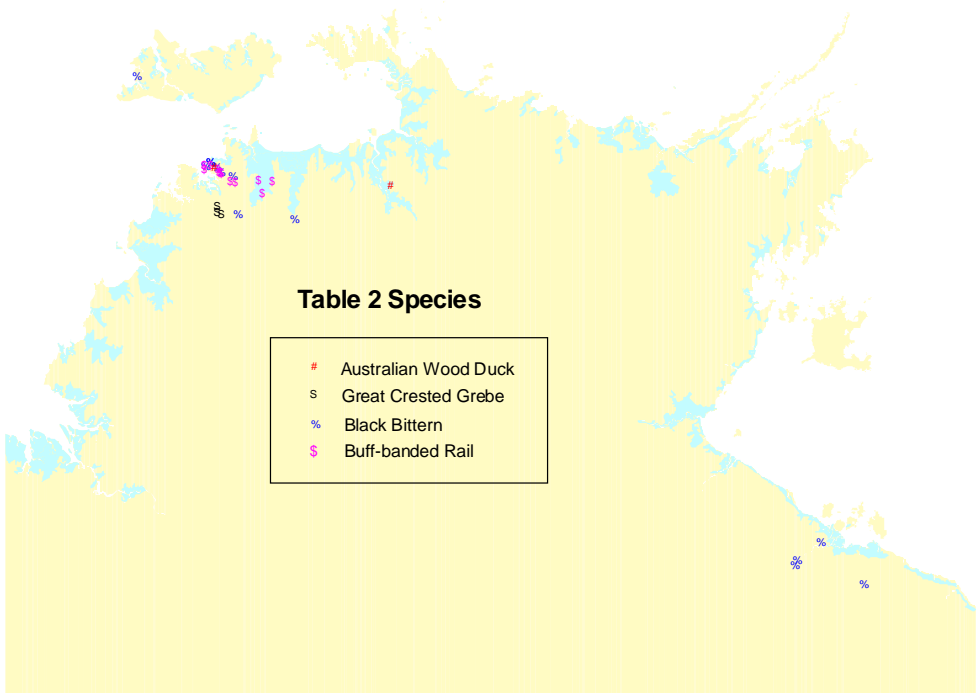 Table 2 Species
# Australian Wood Duck
S Great Crested Grebe
% Black Bittern
$ Buff-banded Rail